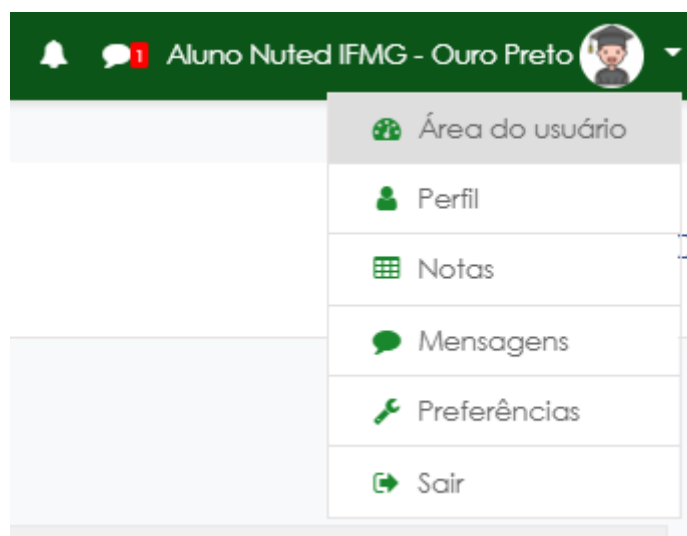 1 Aluno Nuted IFMG - Ouro Preto
Área do usuário
Perfil
Notas
Mensagens
Preferências
Sair